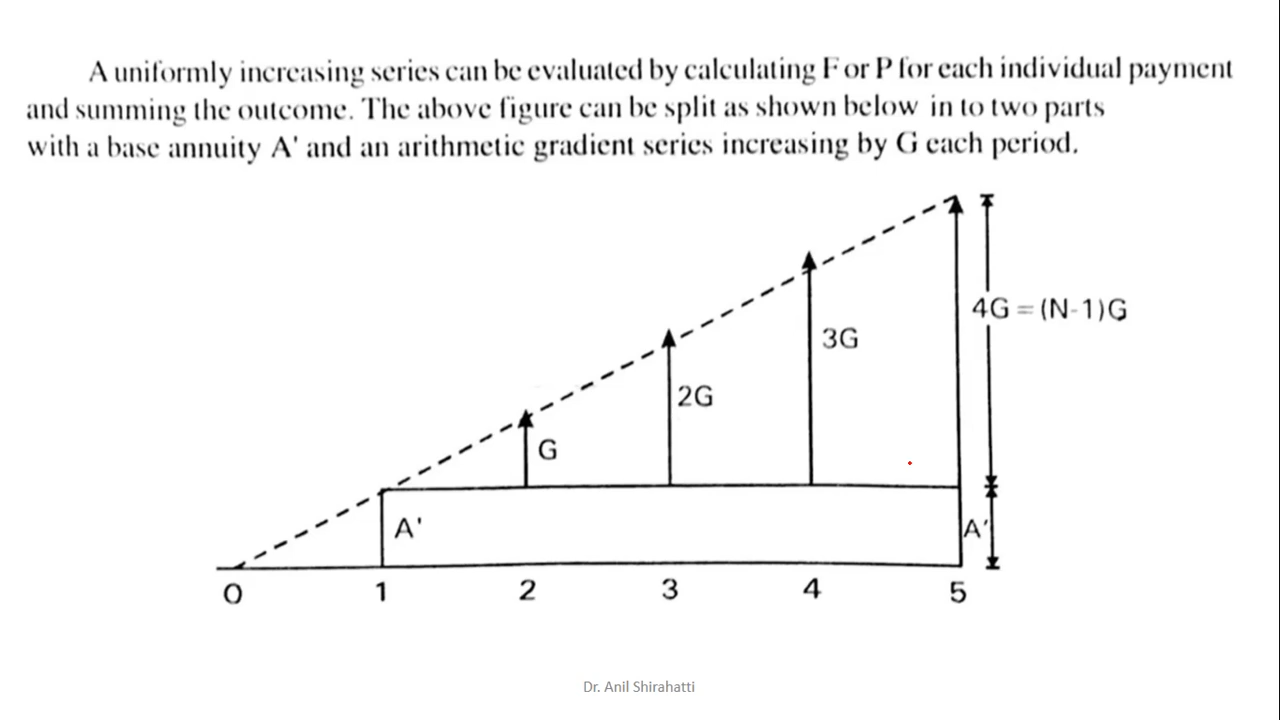 A uniformly increasing series can be evaluated by calculating F or P for each individual payment
and summing the outcome. The above figure can be split as shown below in to two parts
with a base annuity A' and an arithmetic gradient series increasing by G each period.
4G = (N-1)G
3G
2G
G
A'
A'
0 1 2 3 4 5
Dr. Anil Shirahatti